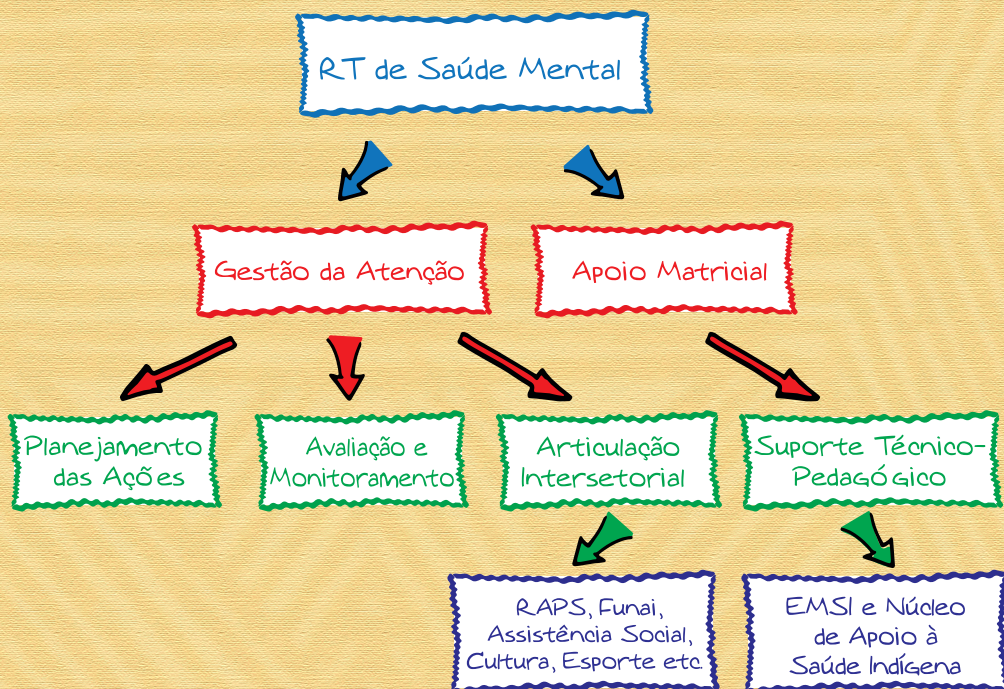 RT de Saúde Mental
Gestão da Atenção
Apoio Matricial
Planejamento
das Ações
Avaliação e
Monitoramento
Articulação
Intersetorial
Suporte Técnico-
Pedagógico
RAPS, Funai,
Assistência Social,
Cultura, Esporte etc.
EMSI e Núcleo
de Apoio à
Saúde Indígena